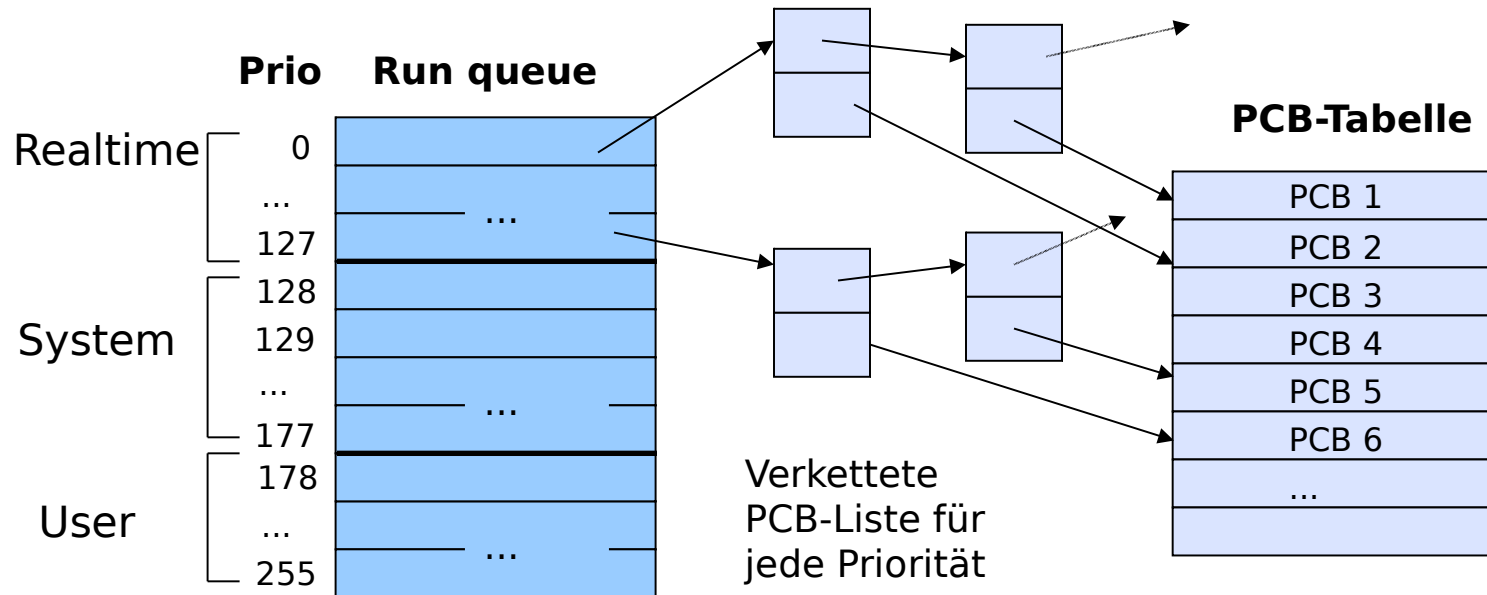 Prio
Run queue
PCB-Tabelle
Realtime
0
...
127
...
System
128
129
...
177
...
User
178
...
255
...
Verkettete
PCB-Liste für
jede Priorität
PCB 1
PCB 2
PCB 3
PCB 4
PCB 5
PCB 6
...